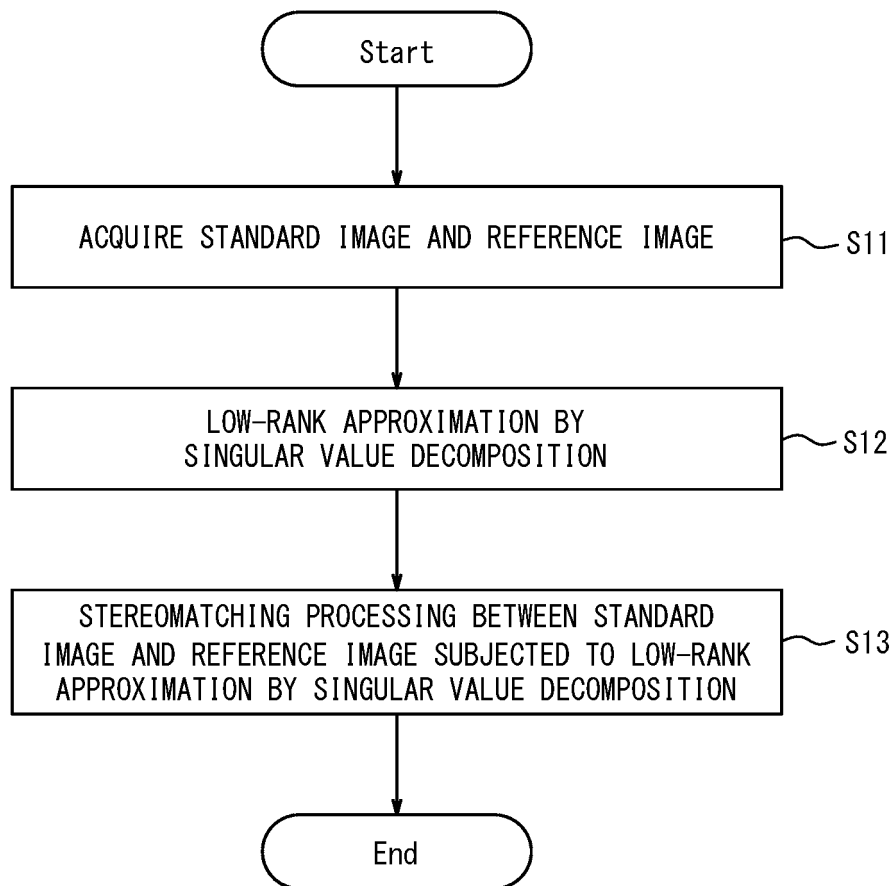 Start
ACQUIRE STANDARD IMAGE AND REFERENCE IMAGE
S11
LOW-RANK APPROXIMATION BY
SINGULAR VALUE DECOMPOSITION
S12
STEREOMATCHING PROCESSING BETWEEN STANDARD
IMAGE AND REFERENCE IMAGE SUBJECTED TO LOW-RANK
APPROXIMATION BY SINGULAR VALUE DECOMPOSITION
S13
End